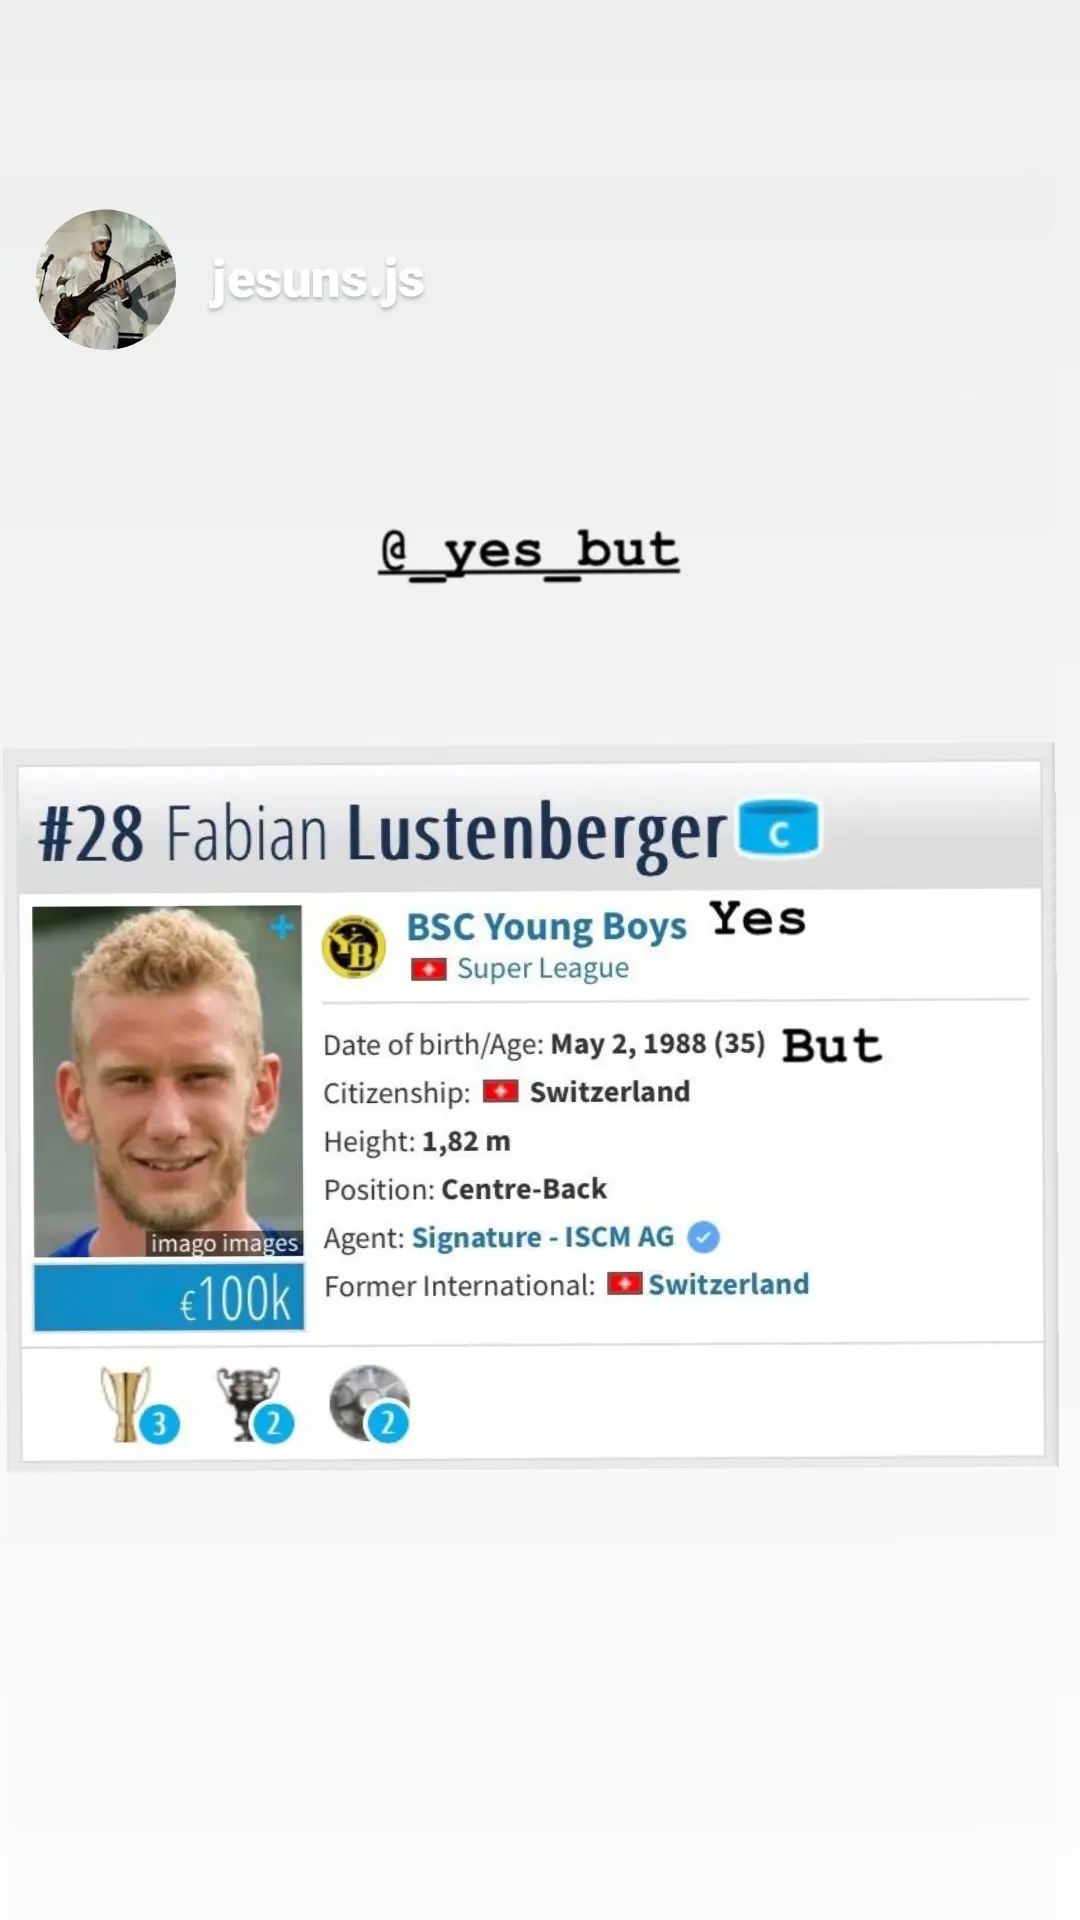 jesuns.js
@_yes_but
#28 Fabian Lustenberger C
BSC Young Boys Yes
Super League
Date of birth/Age: May 2, 1988 (35) But
Citizenship: Switzerland
Height: 1,82 m
Position: Centre-Back
Agent: Signature - ISCM AG
Former International: Switzerland
imago images
€100k
3 2 2